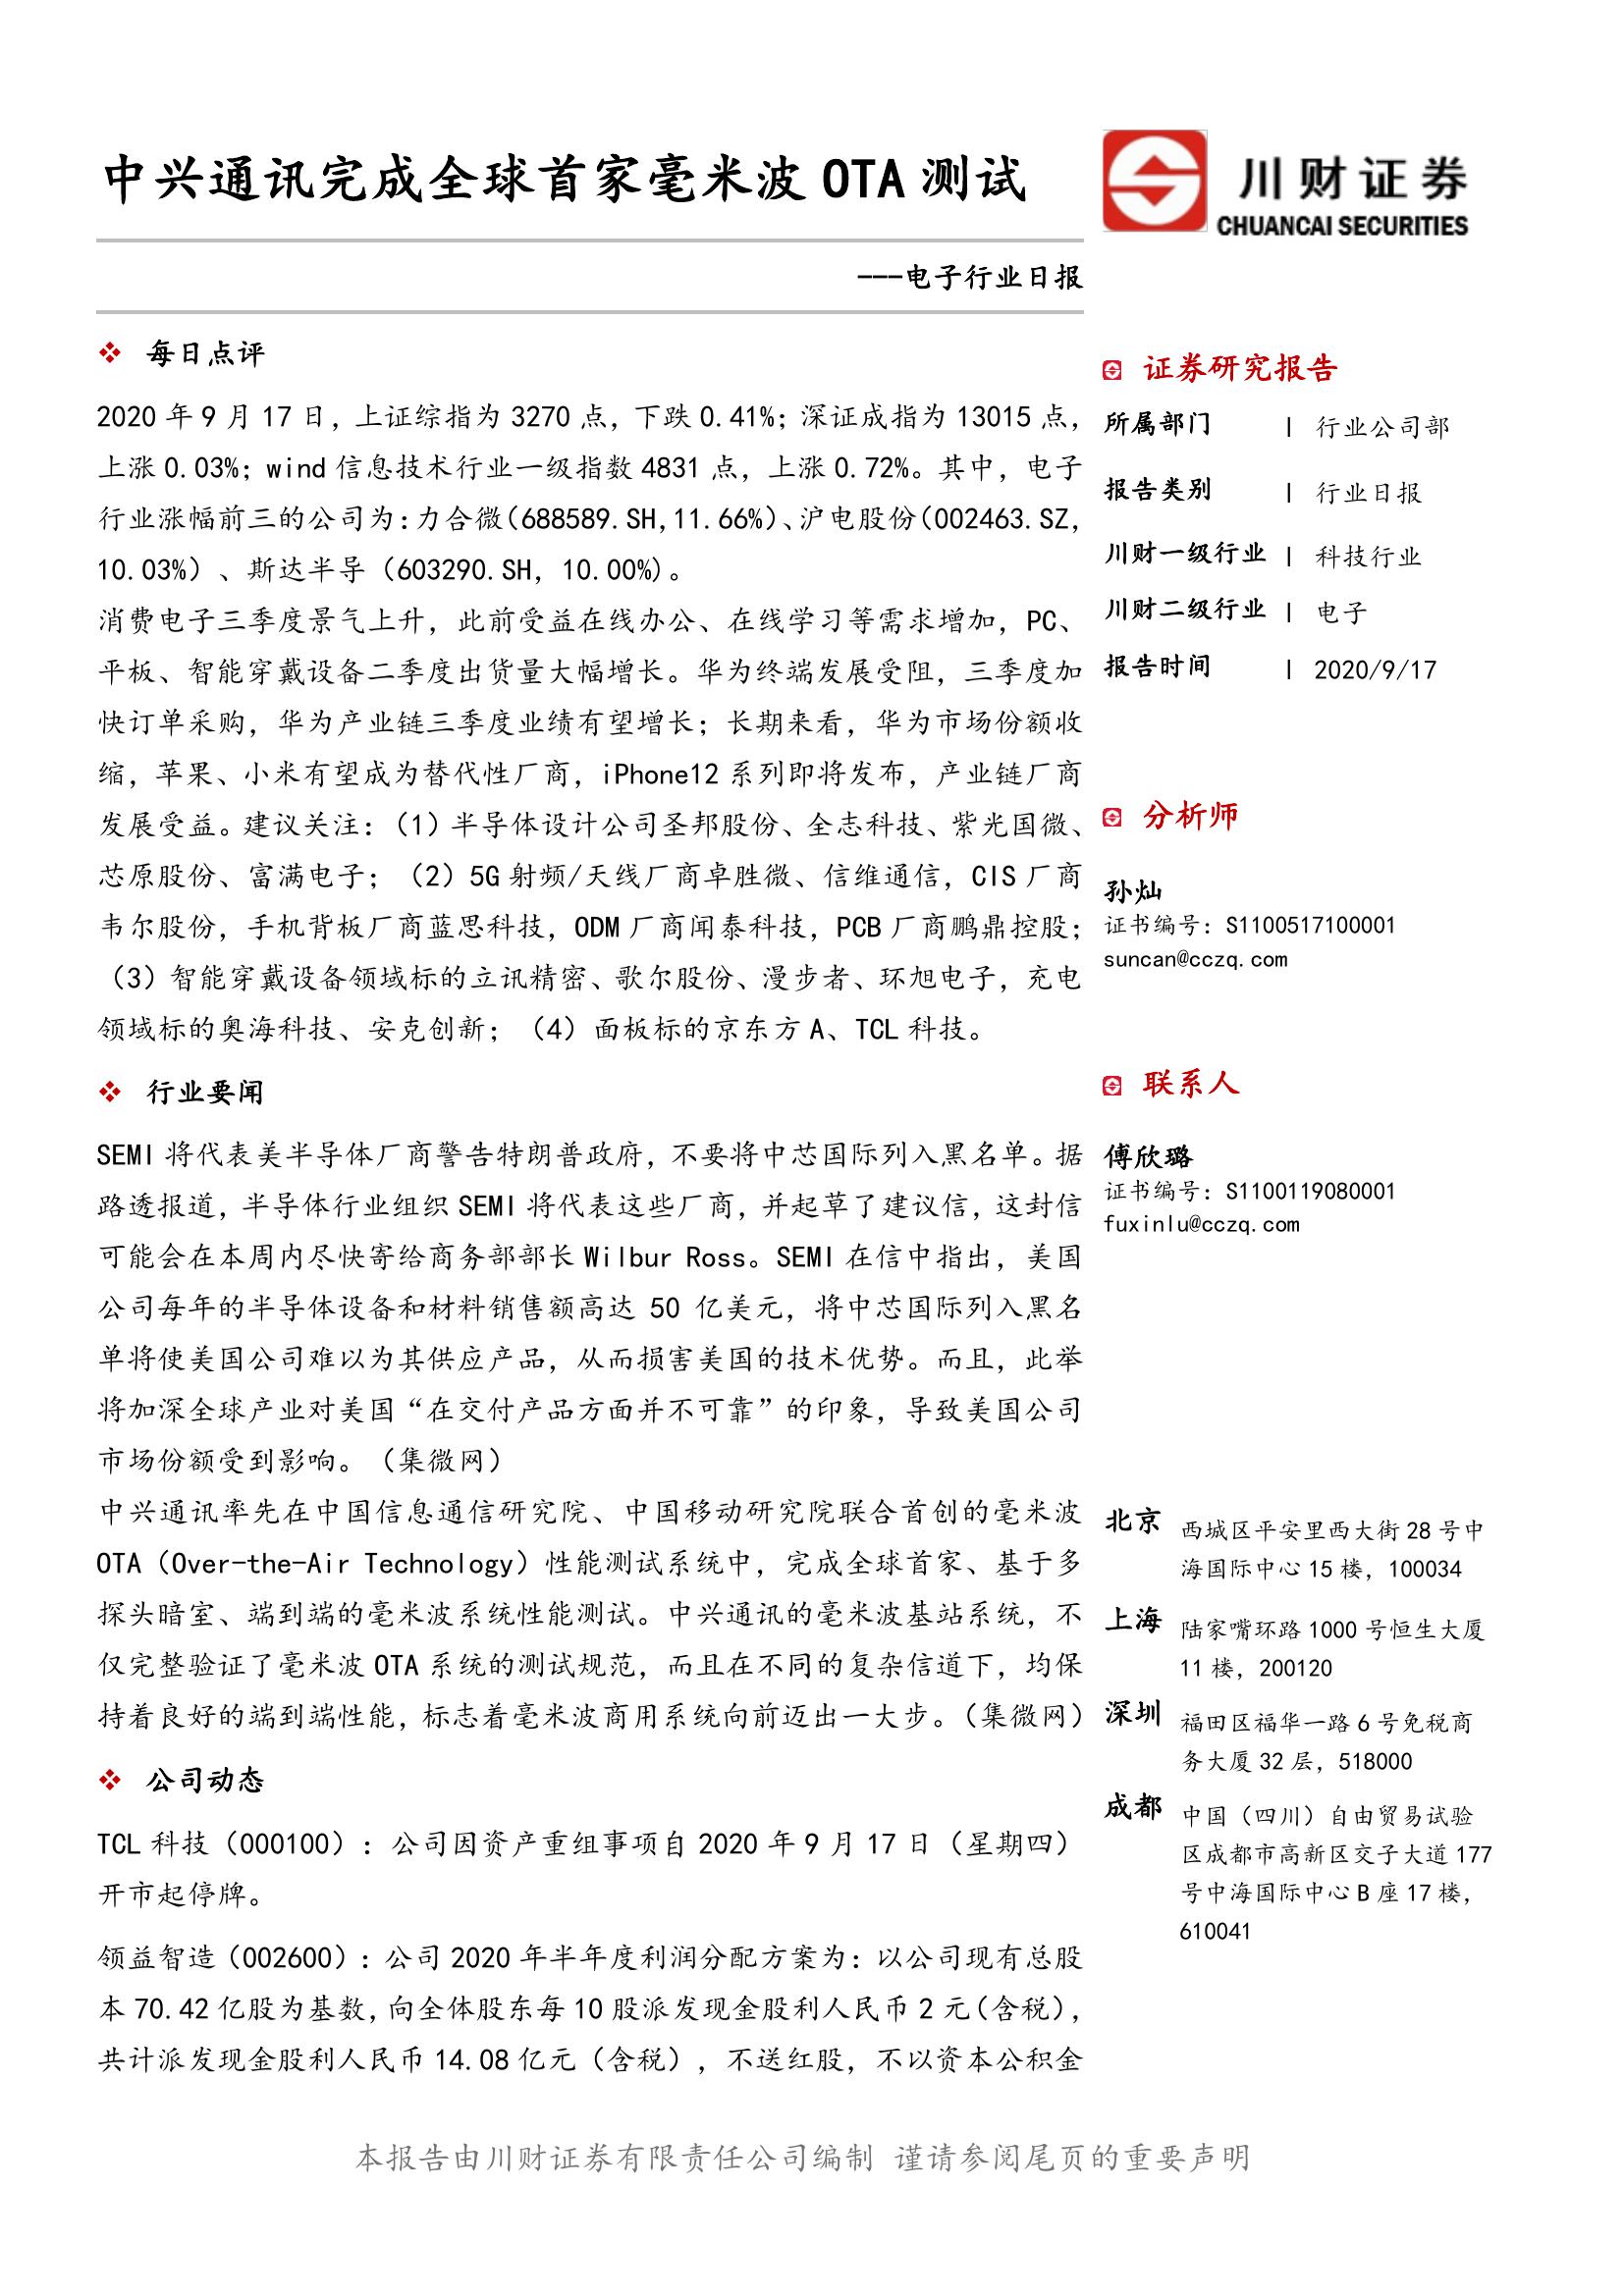 中兴通讯完成全球首家毫米波 OTA 测试
川财证券
CHUANCAI SECURITIES
---电子行业日报
每日点评
2020 年 9 月 17 日，上证综指为 3270 点，下跌 0.41%；深证成指为 13015 点，
上涨 0.03%；wind 信息技术行业一级指数 4831 点，上涨 0.72%。其中，电子
行业涨幅前三的公司为：力合微（688589.SH，11.66%）、沪电股份（002463.SZ，
10.03%）、斯达半导（603290.SH，10.00%）。
消费电子三季度景气上升，此前受益在线办公、在线学习等需求增加，PC、
平板、智能穿戴设备二季度出货量大幅增长。华为终端发展受阻，三季度加
快订单采购，华为产业链三季度业绩有望增长；长期来看，华为市场份额收
缩，苹果、小米有望成为替代性厂商，iPhone12 系列即将发布，产业链厂商
发展受益。建议关注：（1）半导体设计公司圣邦股份、全志科技、紫光国微、
芯原股份、富满电子；（2）5G 射频/天线厂商卓胜微、信维通信，CIS 厂商
韦尔股份，手机背板厂商蓝思科技，ODM 厂商闻泰科技，PCB 厂商鹏鼎控股；
（3）智能穿戴设备领域标的立讯精密、歌尔股份、漫步者、环旭电子，充电
领域标的奥海科技、安克创新；（4）面板标的京东方 A、TCL 科技。
行业要闻
SEMI 将代表美半导体厂商警告特朗普政府，不要将中芯国际列入黑名单。据
路透报道，半导体行业组织 SEMI 将代表这些厂商，并起草了建议信，这封信
可能会在本周内尽快寄给商务部部长 Wilbur Ross。SEMI 在信中指出，美国
公司每年的半导体设备和材料销售额高达 50 亿美元，将中芯国际列入黑名
单将使美国公司难以为其供应产品，从而损害美国的技术优势。而且，此举
将加深全球产业对美国“在交付产品方面并不可靠”的印象，导致美国公司
市场份额受到影响。（集微网）
中兴通讯率先在中国信息通信研究院、中国移动研究院联合首创的毫米波
OTA（Over-the-Air Technology）性能测试系统中，完成全球首家、基于多
探头暗室、端到端的毫米波系统性能测试。中兴通讯的毫米波基站系统，不
仅完整验证了毫米波 OTA 系统的测试规范，而且在不同的复杂信道下，均保
持着良好的端到端性能，标志着毫米波商用系统向前迈出一大步。（集微网）
公司动态
TCL 科技（000100）：公司因资产重组事项自 2020 年 9 月 17 日（星期四）
开市起停牌。
领益智造（002600）：公司 2020 年半年度利润分配方案为：以公司现有总股
本 70.42 亿股为基数，向全体股东每 10 股派发现金股利人民币 2 元（含税），
共计派发现金股利人民币 14.08 亿元（含税），不送红股，不以资本公积金
证券研究报告
所属部门 | 行业公司部
报告类别 | 行业日报
川财一级行业 | 科技行业
川财二级行业 | 电子
报告时间 | 2020/9/17
分析师
孙灿
证书编号：S1100517100001
suncan@cczq.com
联系人
傅欣璐
证书编号：S1100119080001
fuxinlu@cczq.com
北京 西城区平安里西大街 28 号中
海国际中心 15 楼，100034
上海 陆家嘴环路 1000 号恒生大厦
11 楼，200120
深圳 福田区福华一路 6 号免税商
务大厦 32 层，518000
成都 中国（四川）自由贸易试验
区成都市高新区交子大道 177
号中海国际中心 B 座 17 楼，
610041
本报告由川财证券有限责任公司编制 谨请参阅尾页的重要声明